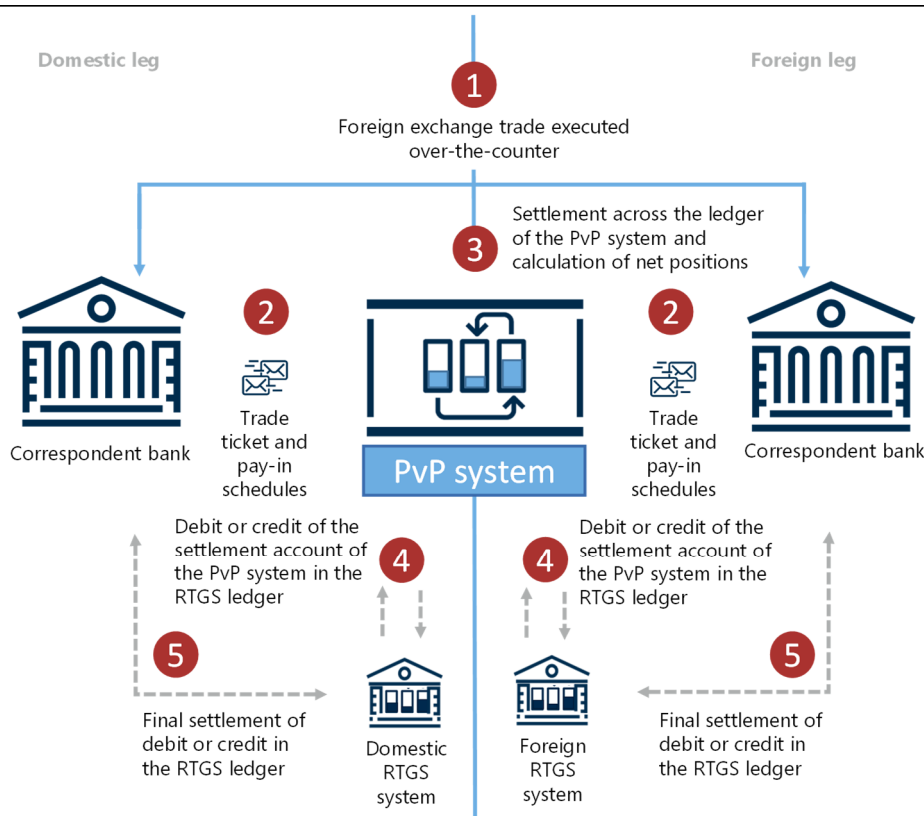 Domestic leg
Foreign leg
1
Foreign exchange trade executed
over-the-counter
3
Settlement across the ledger
of the PvP system and
calculation of net positions
2
Trade
ticket and
pay-in
schedules
2
Trade
ticket and
pay-in
schedules
Correspondent bank
PvP system
Correspondent bank
Debit or credit of the
settlement account of
the PvP system in the
RTGS ledger
4
4
Debit or credit of the
settlement account of
the PvP system in the
RTGS ledger
5
Final settlement of
debit or credit in
the RTGS ledger
Domestic
RTGS
system
Foreign
RTGS
system
5
Final settlement of
debit or credit in
the RTGS ledger